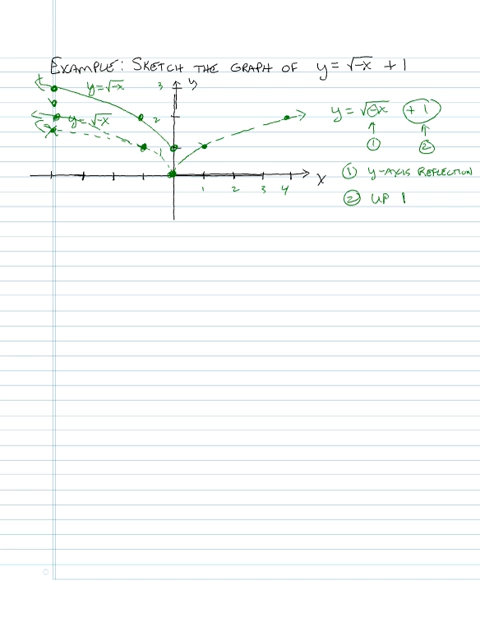 EXAMPLE: SKETCH THE GRAPH OF y = √-x + 1
y = √-x
3
y
y = √-x + 1
2
y = √-x
1
① ②
① Y-AXIS REFLECTION
x
1 2 3 4
② UP 1